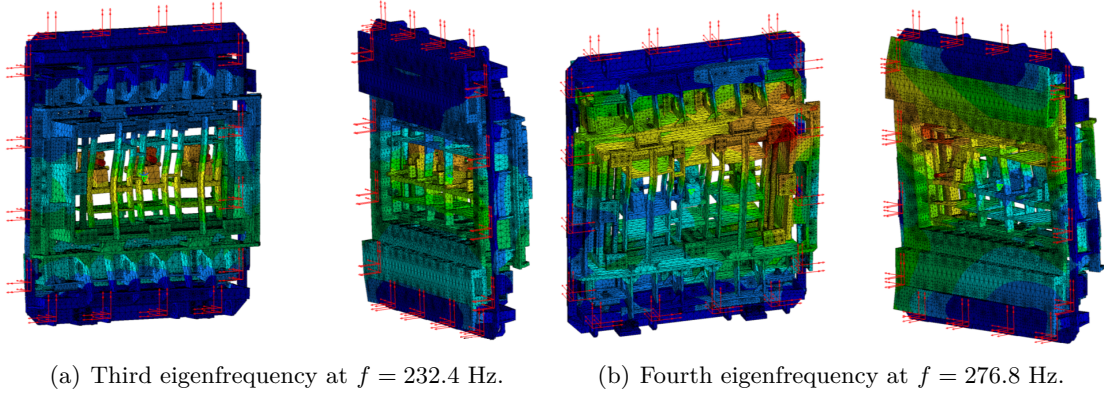 (a) Third eigenfrequency at f = 232.4 Hz.
(b) Fourth eigenfrequency at f = 276.8 Hz.